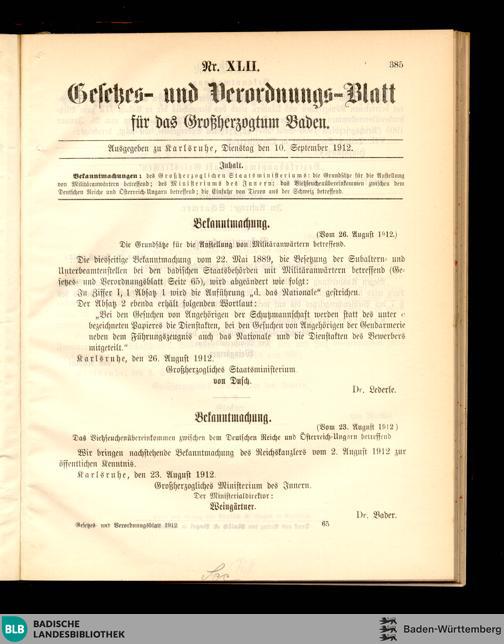 Nr. XLII. 385
Gesetzes- und Verordnungs-Blatt
für das Großherzogtum Baden.
Ausgegeben zu Karlsruhe, Dienstag den 10. September 1912.
Inhalt.
Bekanntmachungen: des Großherzoglichen Staatsministeriums: die Grundsätze für die Anstellung
von Militäranwärtern betreffend; des Ministeriums des Innern: das Viehseuchenübereinkommen zwischen dem
Deutschen Reiche und Österreich-Ungarn betreffend; die Einfuhr von Tieren aus der Schweiz betreffend.
Bekanntmachung.
(Vom 26. August 1912.)
Die Grundsätze für die Anstellung von Militäranwärtern betreffend.
Die diesseitige Bekanntmachung vom 22. Mai 1889, die Besetzung der Subaltern- und
Unterbeamtenstellen bei den badischen Staatsbehörden mit Militäranwärtern betreffend (Ge-
setzes- und Verordnungsblatt Seite 65), wird abgeändert wie folgt:
In Ziffer I, 1 Absatz 1 wird die Anführung „d. das Nationale“ gestrichen.
Der Absatz 2 ebenda erhält folgenden Wortlaut:
„Bei den Gesuchen von Angehörigen der Schutzmannschaft werden statt des unter c
bezeichneten Papieres die Dienstakten, bei den Gesuchen von Angehörigen der Gendarmerie
neben dem Führungszeugnis auch das Nationale und die Dienstakten des Bewerbers
mitgeteilt.“
Karlsruhe, den 26. August 1912.
Großherzogliches Staatsministerium
von Dusch.
Dr. Lederle.
Bekanntmachung.
(Vom 23. August 1912)
Das Viehseuchenübereinkommen zwischen dem Deutschen Reiche und Österreich-Ungarn betreffend
Wir bringen nachstehende Bekanntmachung des Reichskanzlers vom 2. August 1912 zur
öffentlichen Kenntnis.
Karlsruhe, den 23. August 1912.
Großherzogliches Ministerium des Innern.
Der Ministerialdirektor:
Weingärtner.
Dr. Bader.
Gesetzes- und Verordnungsblatt 1912 65
BLB BADISCHE
LANDESBIBLIOTHEK
Baden-Württemberg